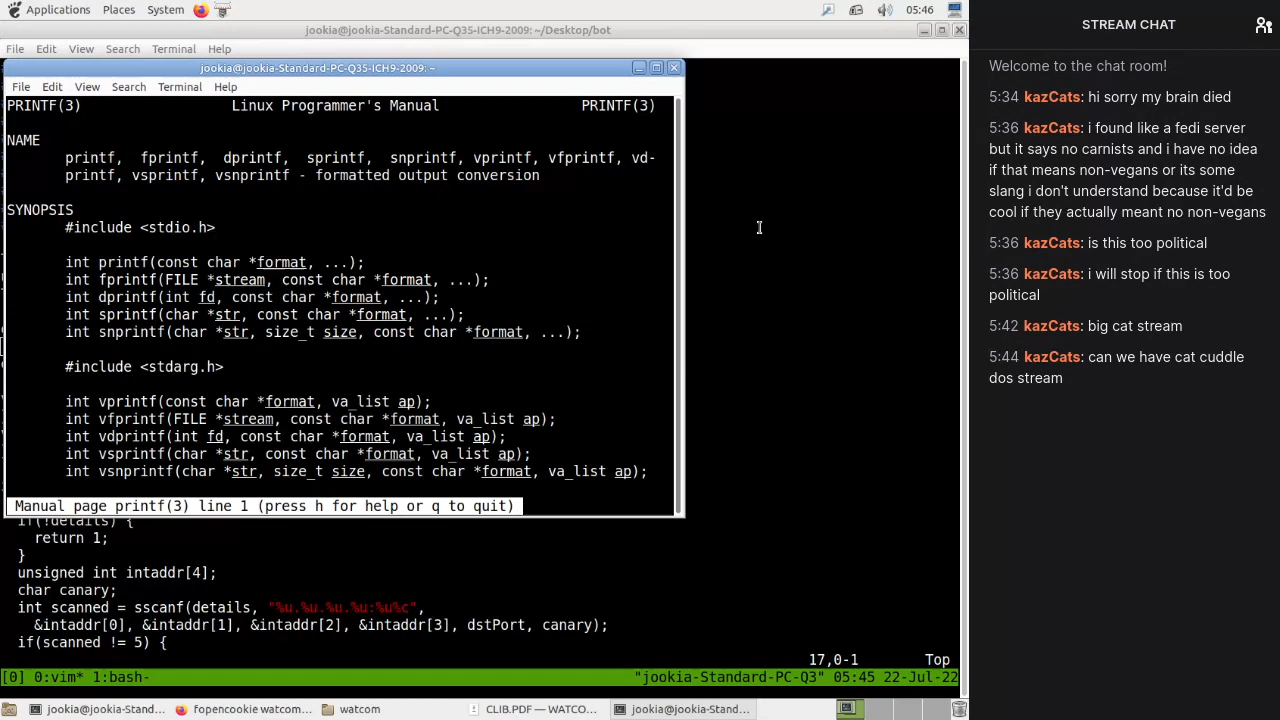 Applications Places System 05:46
jookia@jookia-Standard-PC-Q35-ICH9-2009: ~/Desktop/bot
File Edit View Search Terminal Help
jookia@jookia-Standard-PC-Q35-ICH9-2009: ~
File Edit View Search Terminal Help
PRINTF(3) Linux Programmer's Manual PRINTF(3)
NAME
printf, fprintf, dprintf, sprintf, snprintf, vprintf, vfprintf, vd-
printf, vsprintf, vsnprintf - formatted output conversion
SYNOPSIS
#include <stdio.h>
int printf(const char *format, ...);
int fprintf(FILE *stream, const char *format, ...);
int dprintf(int fd, const char *format, ...);
int sprintf(char *str, const char *format, ...);
int snprintf(char *str, size_t size, const char *format, ...);
#include <stdarg.h>
int vprintf(const char *format, va_list ap);
int vfprintf(FILE *stream, const char *format, va_list ap);
int vdprintf(int fd, const char *format, va_list ap);
int vsprintf(char *str, const char *format, va_list ap);
int vsnprintf(char *str, size_t size, const char *format, va_list ap);
Manual page printf(3) line 1 (press h for help or q to quit)
if(!details) {
return 1;
}
unsigned int intaddr[4];
char canary;
int scanned = sscanf(details, "%u.%u.%u.%u:%u%c",
&intaddr[0], &intaddr[1], &intaddr[2], &intaddr[3], dstPort, canary);
if(scanned != 5) {
17,0-1 Top
[0] 0:vim* 1:bash- "jookia-Standard-PC-Q3" 05:45 22-Jul-22
jookia@jookia-Stand... fopencookie watcom... watcom CLIB.PDF — WATCO... jookia@jookia-Stand...
STREAM CHAT
Welcome to the chat room!
5:34 kazCats: hi sorry my brain died
5:36 kazCats: i found like a fedi server
but it says no carnists and i have no idea
if that means non-vegans or its some
slang i don't understand because it'd be
cool if they actually meant no non-vegans
5:36 kazCats: is this too political
5:36 kazCats: i will stop if this is too
political
5:42 kazCats: big cat stream
5:44 kazCats: can we have cat cuddle
dos stream